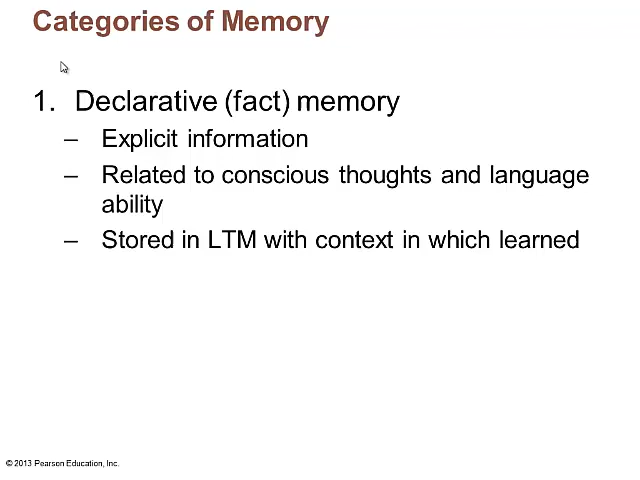 Categories of Memory
1. Declarative (fact) memory
– Explicit information
– Related to conscious thoughts and language
ability
– Stored in LTM with context in which learned
© 2013 Pearson Education, Inc.